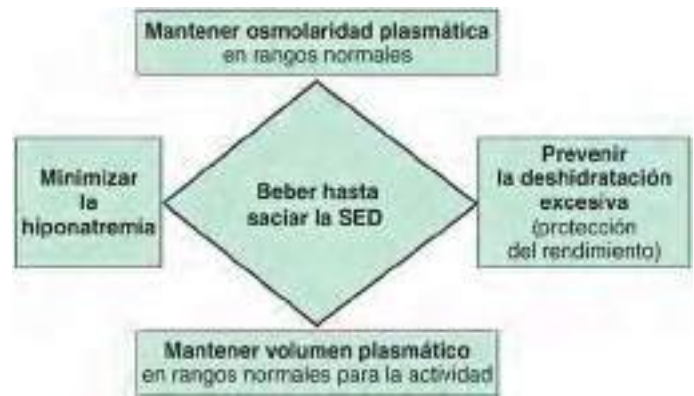 Mantener osmolaridad plasmática
en rangos normales
Minimizar
la
hiponatremia
Beber hasta
saciar la SED
Prevenir
la deshidratación
excesiva
(protección
del rendimiento)
Mantener volumen plasmático
en rangos normales para la actividad